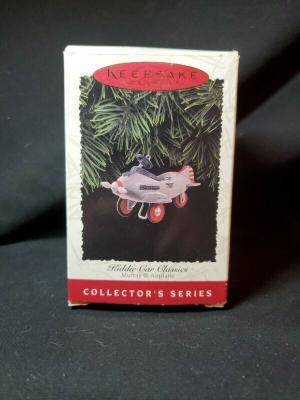 KEEPSAKE
Kiddie Car Classics
Murray® Airplane
COLLECTOR'S SERIES